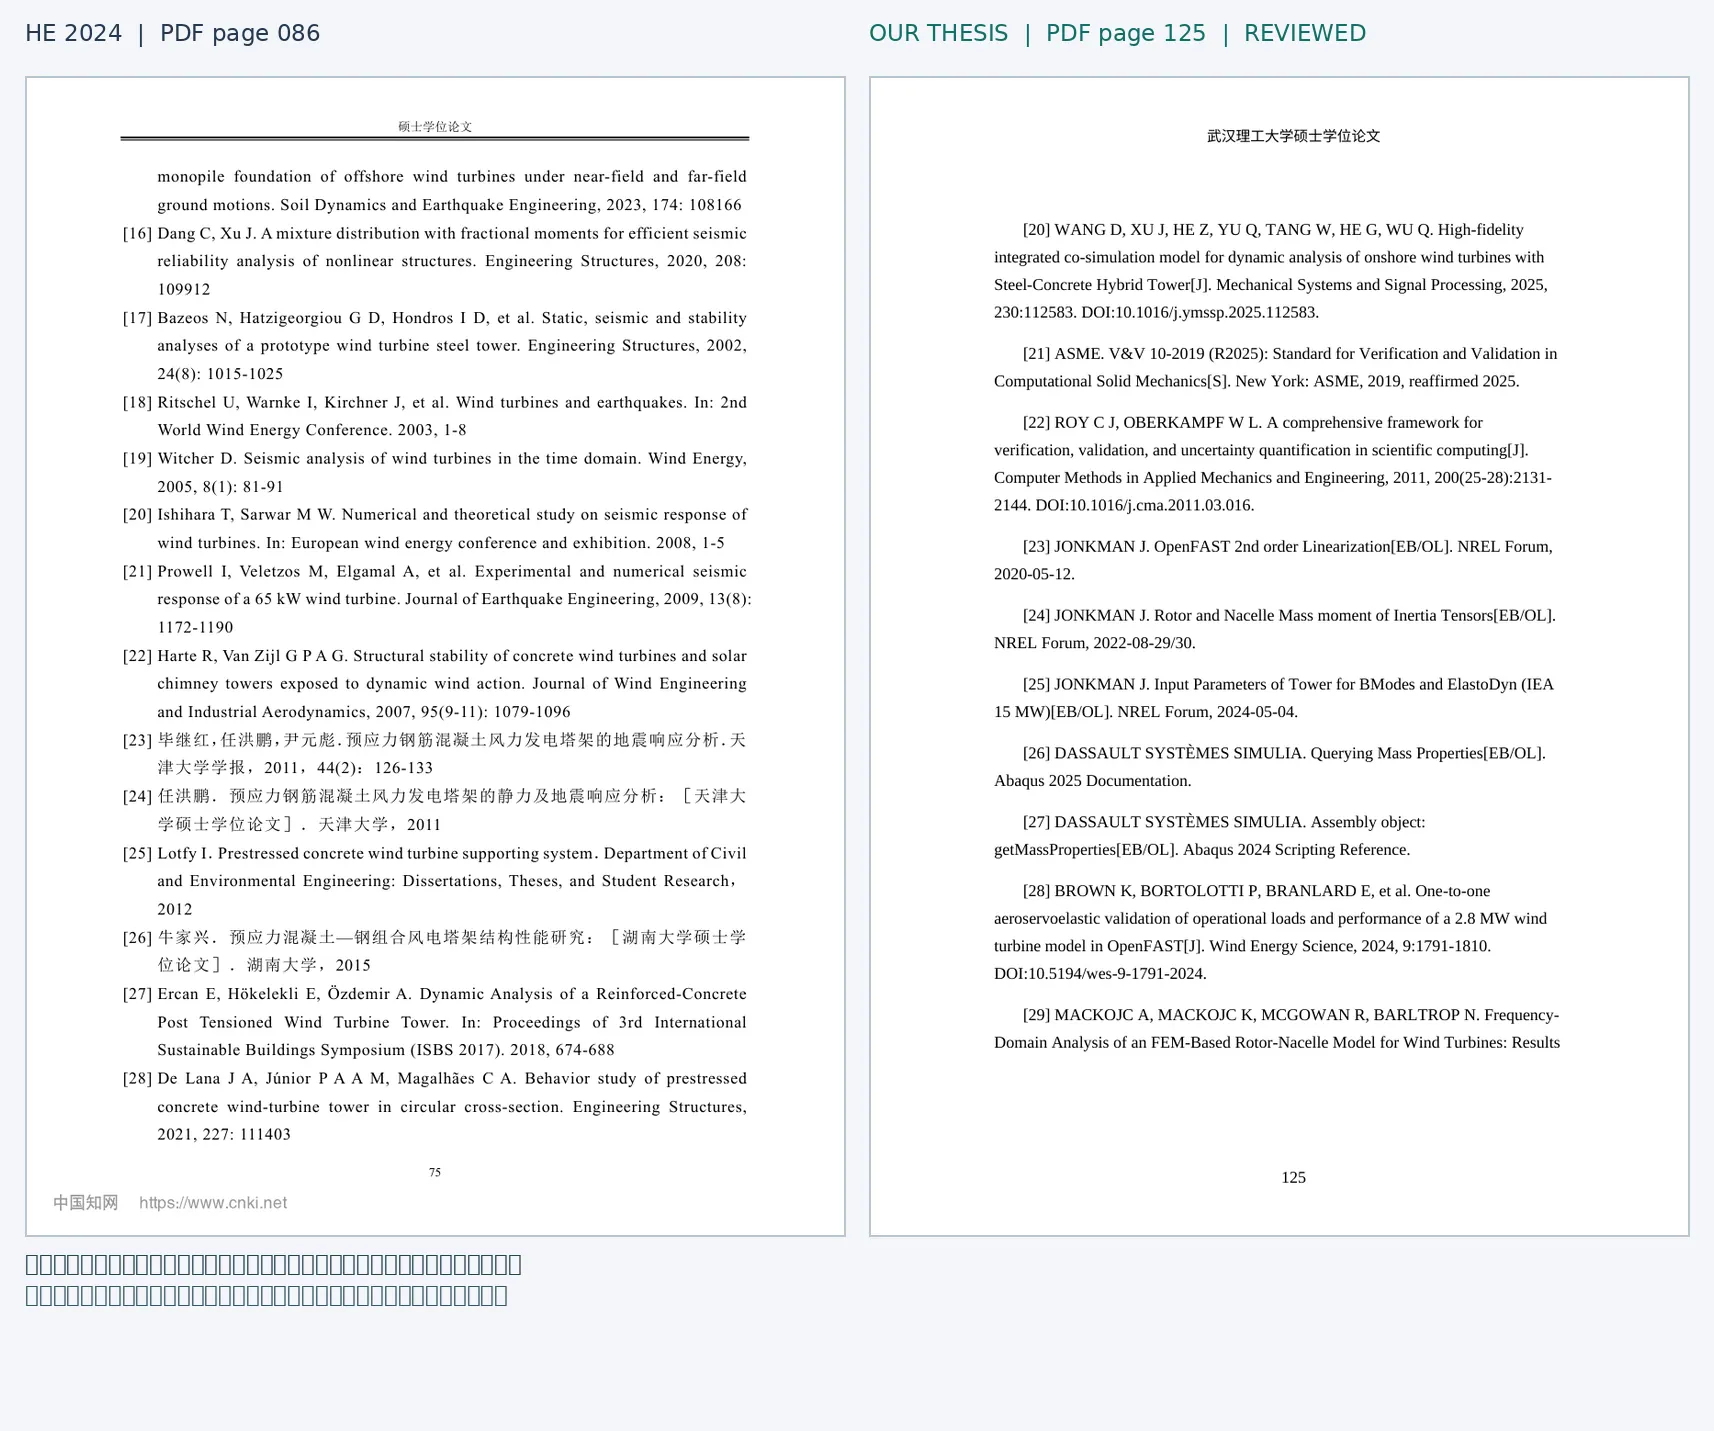 HE 2024 | PDF page 086
硕士学位论文
monopile foundation of offshore wind turbines under near-field and far-field
ground motions. Soil Dynamics and Earthquake Engineering, 2023, 174: 108166
[16] Dang C, Xu J. A mixture distribution with fractional moments for efficient seismic
reliability analysis of nonlinear structures. Engineering Structures, 2020, 208:
109912
[17] Bazeos N, Hatzigeorgiou G D, Hondros I D, et al. Static, seismic and stability
analyses of a prototype wind turbine steel tower. Engineering Structures, 2002,
24(8): 1015-1025
[18] Ritschel U, Warnke I, Kirchner J, et al. Wind turbines and earthquakes. In: 2nd
World Wind Energy Conference. 2003, 1-8
[19] Witcher D. Seismic analysis of wind turbines in the time domain. Wind Energy,
2005, 8(1): 81-91
[20] Ishihara T, Sarwar M W. Numerical and theoretical study on seismic response of
wind turbines. In: European wind energy conference and exhibition. 2008, 1-5
[21] Prowell I, Veletzos M, Elgamal A, et al. Experimental and numerical seismic
response of a 65 kW wind turbine. Journal of Earthquake Engineering, 2009, 13(8):
1172-1190
[22] Harte R, Van Zijl G P A G. Structural stability of concrete wind turbines and solar
chimney towers exposed to dynamic wind action. Journal of Wind Engineering
and Industrial Aerodynamics, 2007, 95(9-11): 1079-1096
[23] 毕继红,任洪鹏,尹元彪.预应力钢筋混凝土风力发电塔架的地震响应分析.天
津大学学报，2011，44(2)：126-133
[24] 任洪鹏．预应力钢筋混凝土风力发电塔架的静力及地震响应分析：［天津大
学硕士学位论文］．天津大学，2011
[25] Lotfy I．Prestressed concrete wind turbine supporting system．Department of Civil
and Environmental Engineering: Dissertations, Theses, and Student Research，
2012
[26] 牛家兴．预应力混凝土—钢组合风电塔架结构性能研究：［湖南大学硕士学
位论文］．湖南大学，2015
[27] Ercan E, Hökelekli E, Özdemir A. Dynamic Analysis of a Reinforced-Concrete
Post Tensioned Wind Turbine Tower. In: Proceedings of 3rd International
Sustainable Buildings Symposium (ISBS 2017). 2018, 674-688
[28] De Lana J A, Júnior P A A M, Magalhães C A. Behavior study of prestressed
concrete wind-turbine tower in circular cross-section. Engineering Structures,
2021, 227: 111403
75
中国知网 https://www.cnki.net
OUR THESIS | PDF page 125 | REVIEWED
武汉理工大学硕士学位论文
[20] WANG D, XU J, HE Z, YU Q, TANG W, HE G, WU Q. High-fidelity
integrated co-simulation model for dynamic analysis of onshore wind turbines with
Steel-Concrete Hybrid Tower[J]. Mechanical Systems and Signal Processing, 2025,
230:112583. DOI:10.1016/j.ymssp.2025.112583.
[21] ASME. V&V 10-2019 (R2025): Standard for Verification and Validation in
Computational Solid Mechanics[S]. New York: ASME, 2019, reaffirmed 2025.
[22] ROY C J, OBERKAMPF W L. A comprehensive framework for
verification, validation, and uncertainty quantification in scientific computing[J].
Computer Methods in Applied Mechanics and Engineering, 2011, 200(25-28):2131-
2144. DOI:10.1016/j.cma.2011.03.016.
[23] JONKMAN J. OpenFAST 2nd order Linearization[EB/OL]. NREL Forum,
2020-05-12.
[24] JONKMAN J. Rotor and Nacelle Mass moment of Inertia Tensors[EB/OL].
NREL Forum, 2022-08-29/30.
[25] JONKMAN J. Input Parameters of Tower for BModes and ElastoDyn (IEA
15 MW)[EB/OL]. NREL Forum, 2024-05-04.
[26] DASSAULT SYSTÈMES SIMULIA. Querying Mass Properties[EB/OL].
Abaqus 2025 Documentation.
[27] DASSAULT SYSTÈMES SIMULIA. Assembly object:
getMassProperties[EB/OL]. Abaqus 2024 Scripting Reference.
[28] BROWN K, BORTOLOTTI P, BRANLARD E, et al. One-to-one
aeroservoelastic validation of operational loads and performance of a 2.8 MW wind
turbine model in OpenFAST[J]. Wind Energy Science, 2024, 9:1791-1810.
DOI:10.5194/wes-9-1791-2024.
[29] MACKOJC A, MACKOJC K, MCGOWAN R, BARLTROP N. Frequency-
Domain Analysis of an FEM-Based Rotor-Nacelle Model for Wind Turbines: Results
125